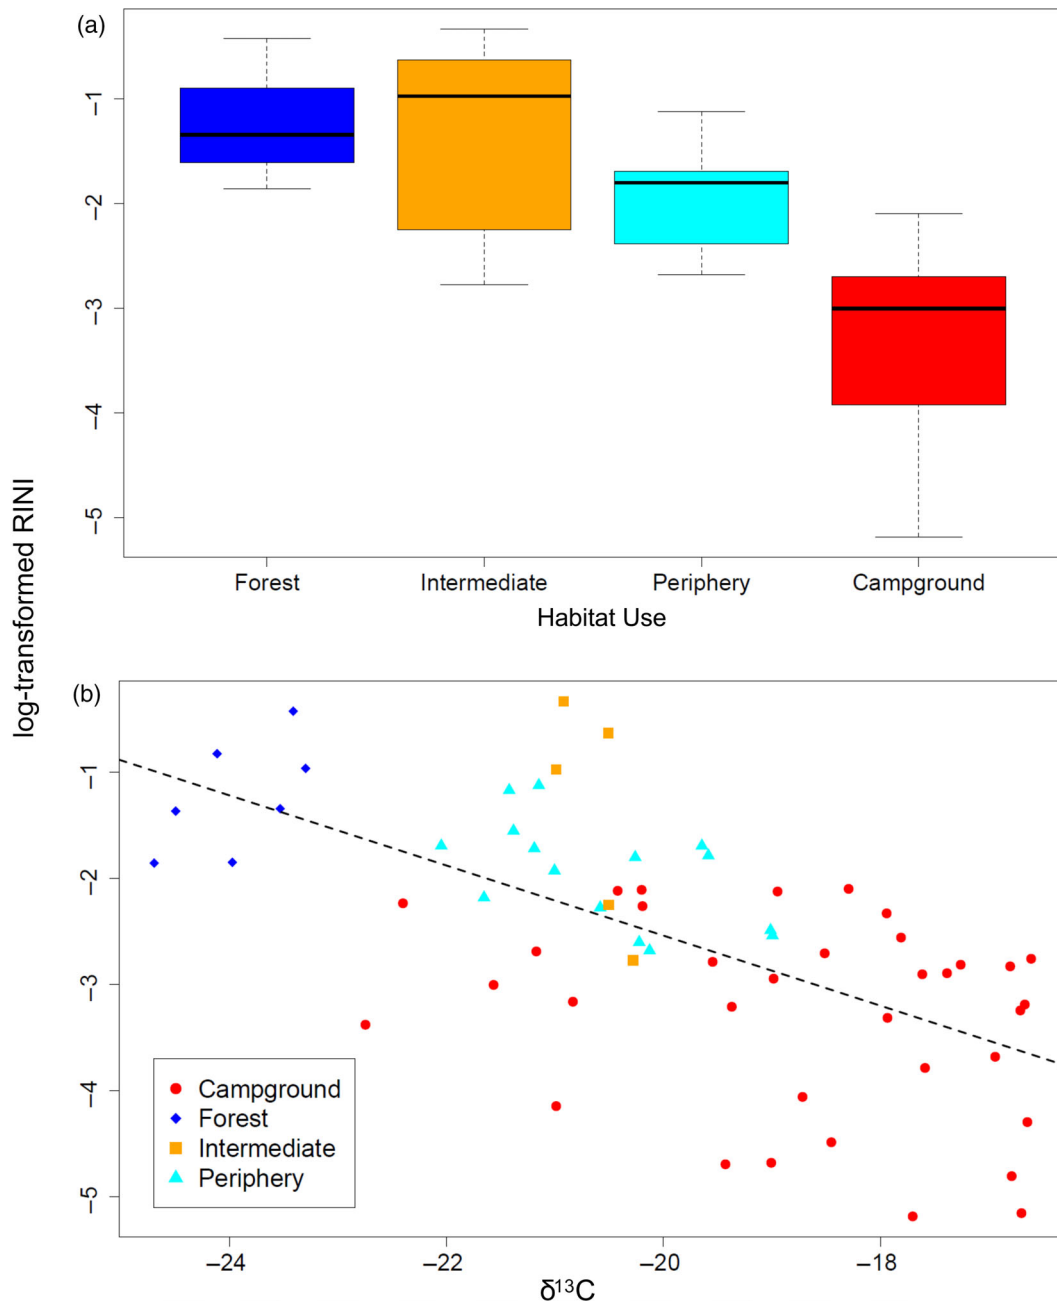 (a)
–1
–2
–3
–4
–5
Forest Intermediate Periphery Campground
Habitat Use
log-transformed RINI
(b)
–1
–2
–3
–4
–5
Campground
Forest
Intermediate
Periphery
–24 –22 –20 –18
δ¹³C